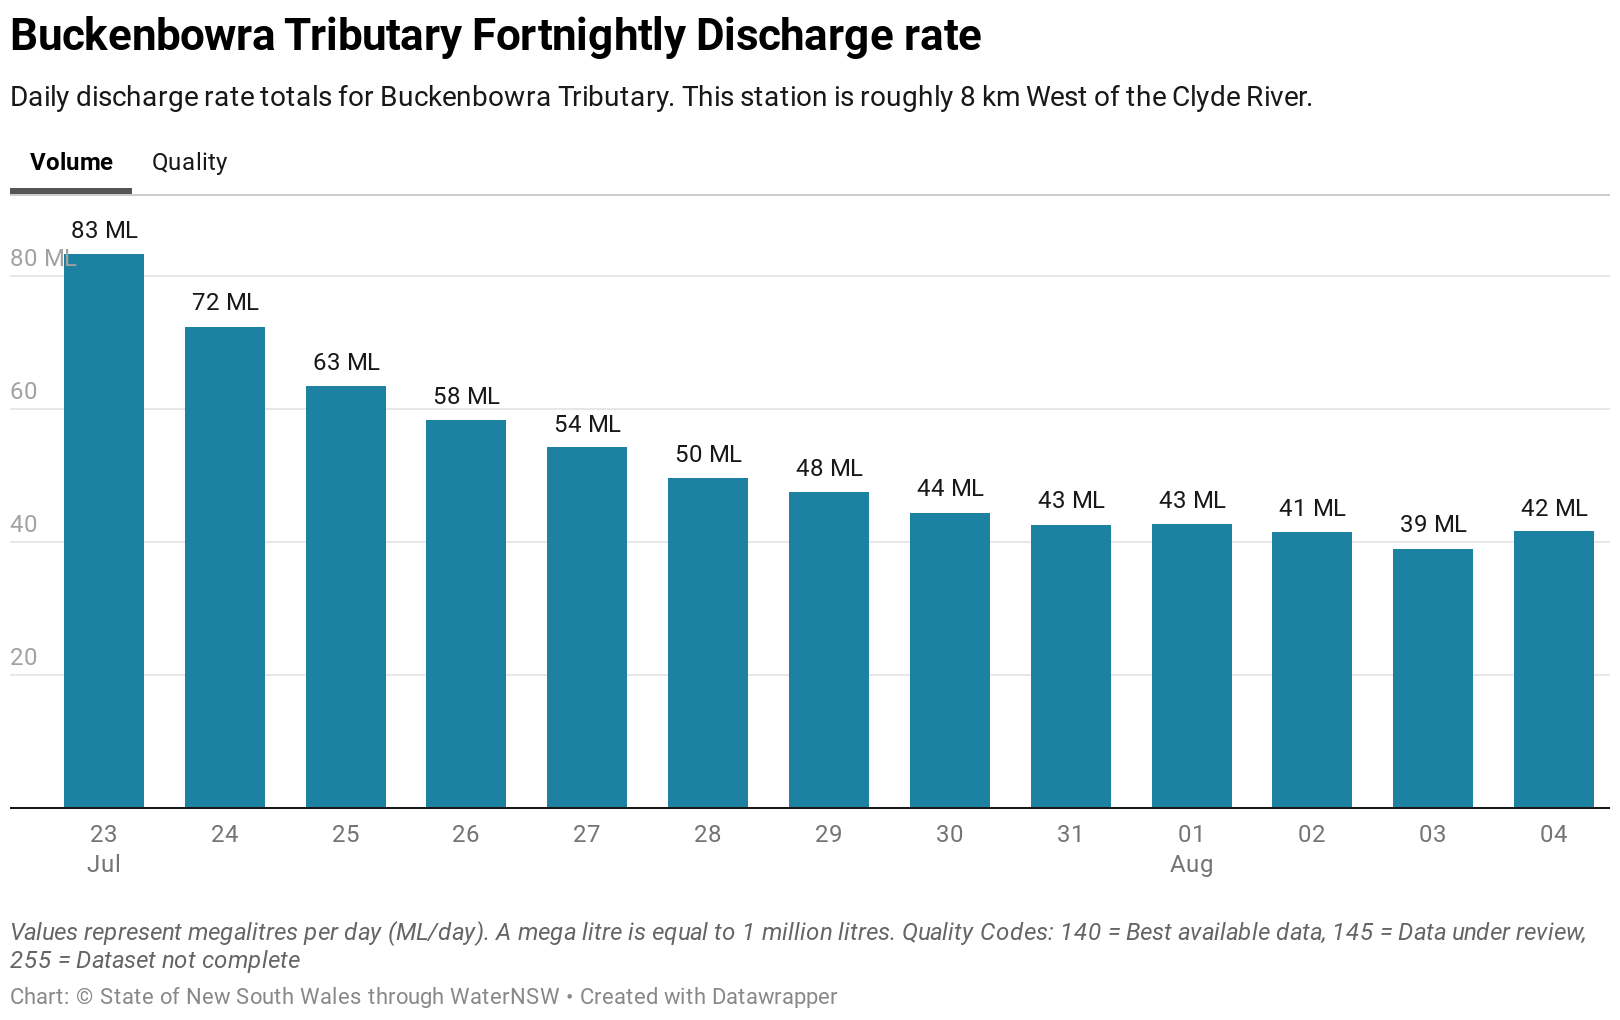 Buckenbowra Tributary Fortnightly Discharge rate
Daily discharge rate totals for Buckenbowra Tributary. This station is roughly 8 km West of the Clyde River.
Volume Quality
83 ML
80 ML
72 ML
63 ML
60
58 ML
54 ML
50 ML
48 ML
44 ML
43 ML
43 ML
41 ML
39 ML
42 ML
40
20
23 24 25 26 27 28 29 30 31 01 02 03 04
Jul Aug
Values represent megalitres per day (ML/day). A mega litre is equal to 1 million litres. Quality Codes: 140 = Best available data, 145 = Data under review,
255 = Dataset not complete
Chart: © State of New South Wales through WaterNSW • Created with Datawrapper